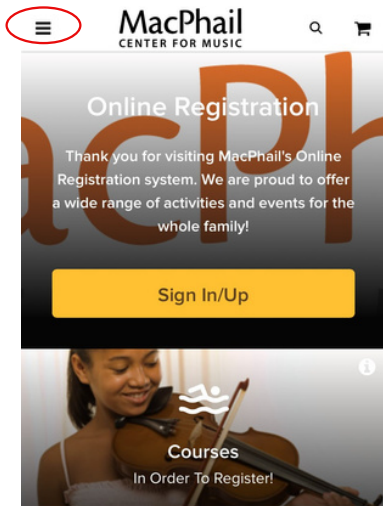 MacPhail
CENTER FOR MUSIC
acPh
Online Registration
Thank you for visiting MacPhail's Online
Registration system. We are proud to offer
a wide range of activities and events for the
whole family!
Sign In/Up
Courses
In Order To Register!